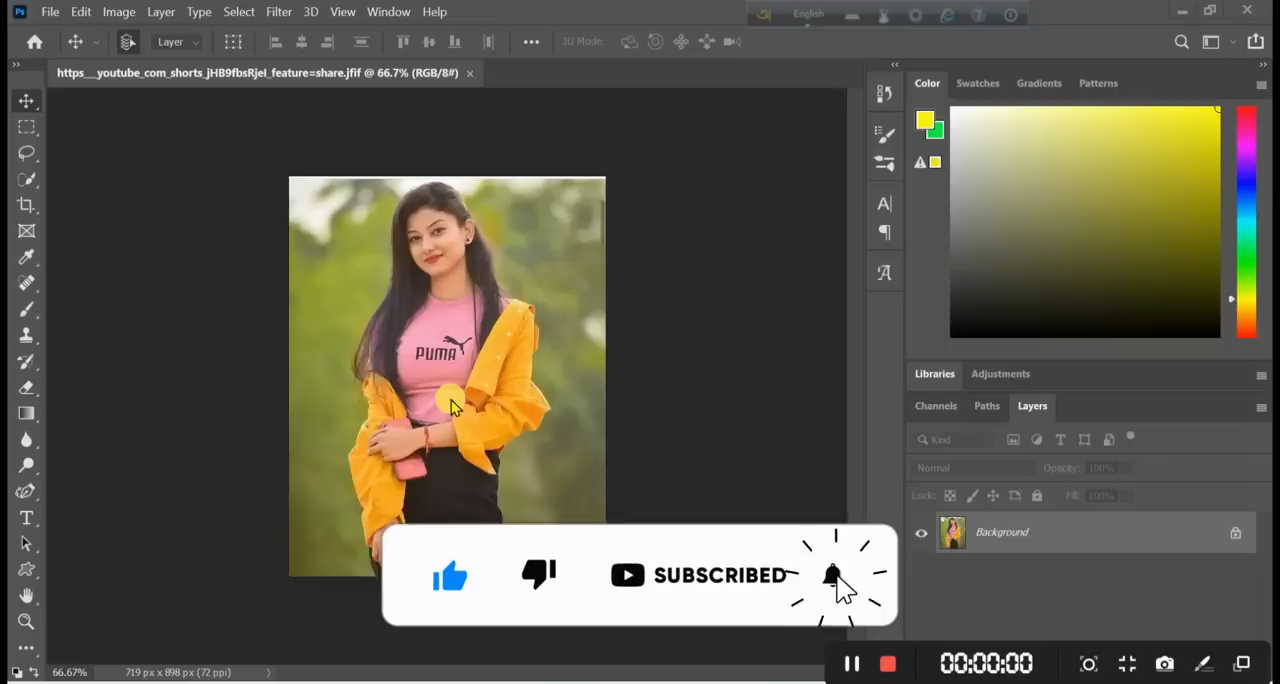 Ps File Edit Image Layer Type Select Filter 3D View Window Help
English
Layer
3D Mode:
https__youtube_com_shorts_jHB9fbsRjeI_feature=share.jfif @ 66.7% (RGB/8#)
Color Swatches Gradients Patterns
PUMA
Libraries Adjustments
Channels Paths Layers
Kind
Normal Opacity: 100%
Lock: Fill: 100%
Background
SUBSCRIBED
66.67% 719 px x 898 px (72 ppi)
00:00:00